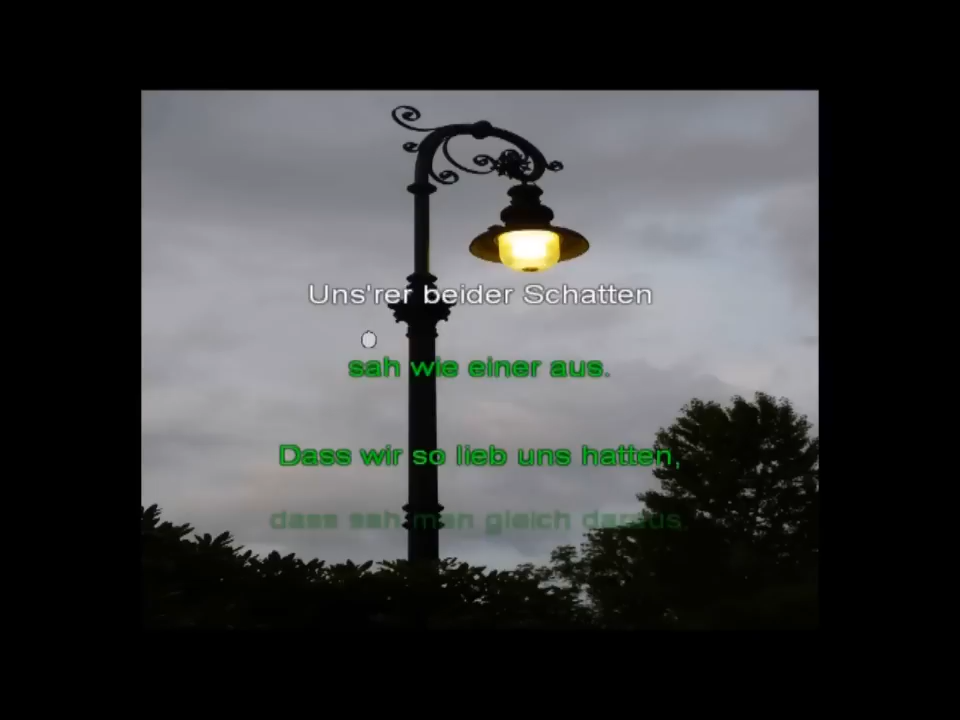 Uns'rer beider Schatten
sah wie einer aus.
Dass wir so lieb uns hatten,
dass sah man gleich daraus.